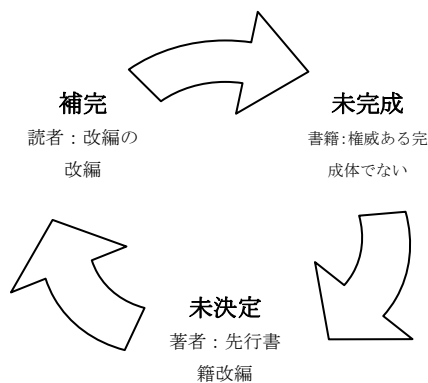 補完
読者：改編の
改編
未完成
書籍:権威ある完
成体でない
未決定
著者：先行書
籍改編